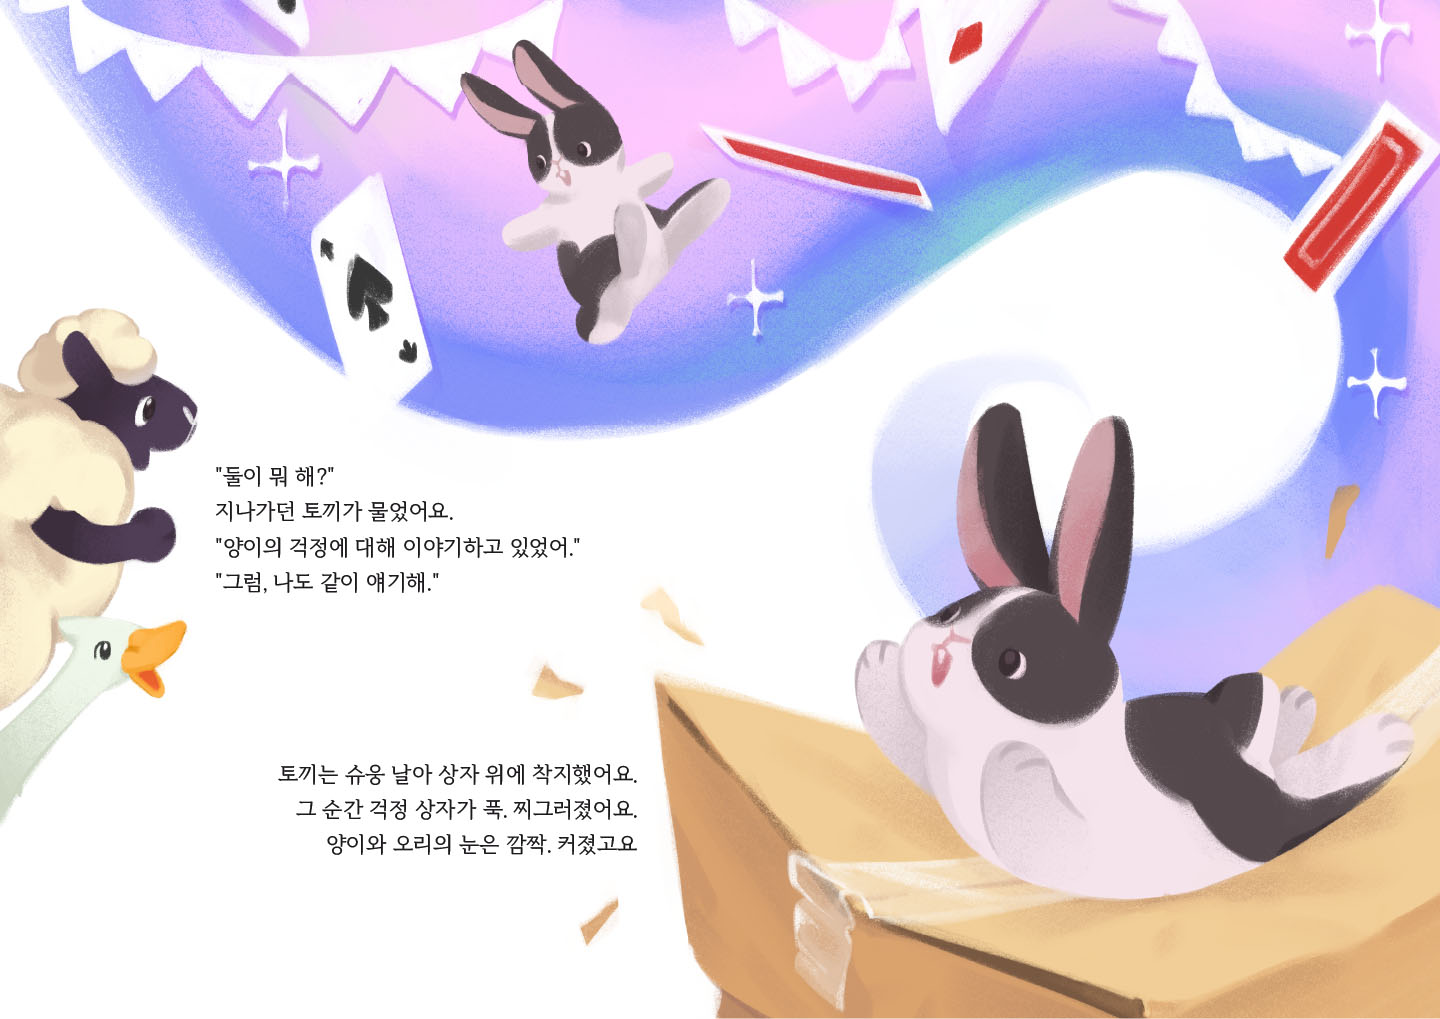 "둘이 뭐 해?"
지나가던 토끼가 물었어요.
"양이의 걱정에 대해 이야기하고 있었어."
"그럼, 나도 같이 얘기해."
토끼는 슈웅 날아 상자 위에 착지했어요.
그 순간 걱정 상자가 푹. 찌그러졌어요.
양이와 오리의 눈은 깜짝. 커졌고요